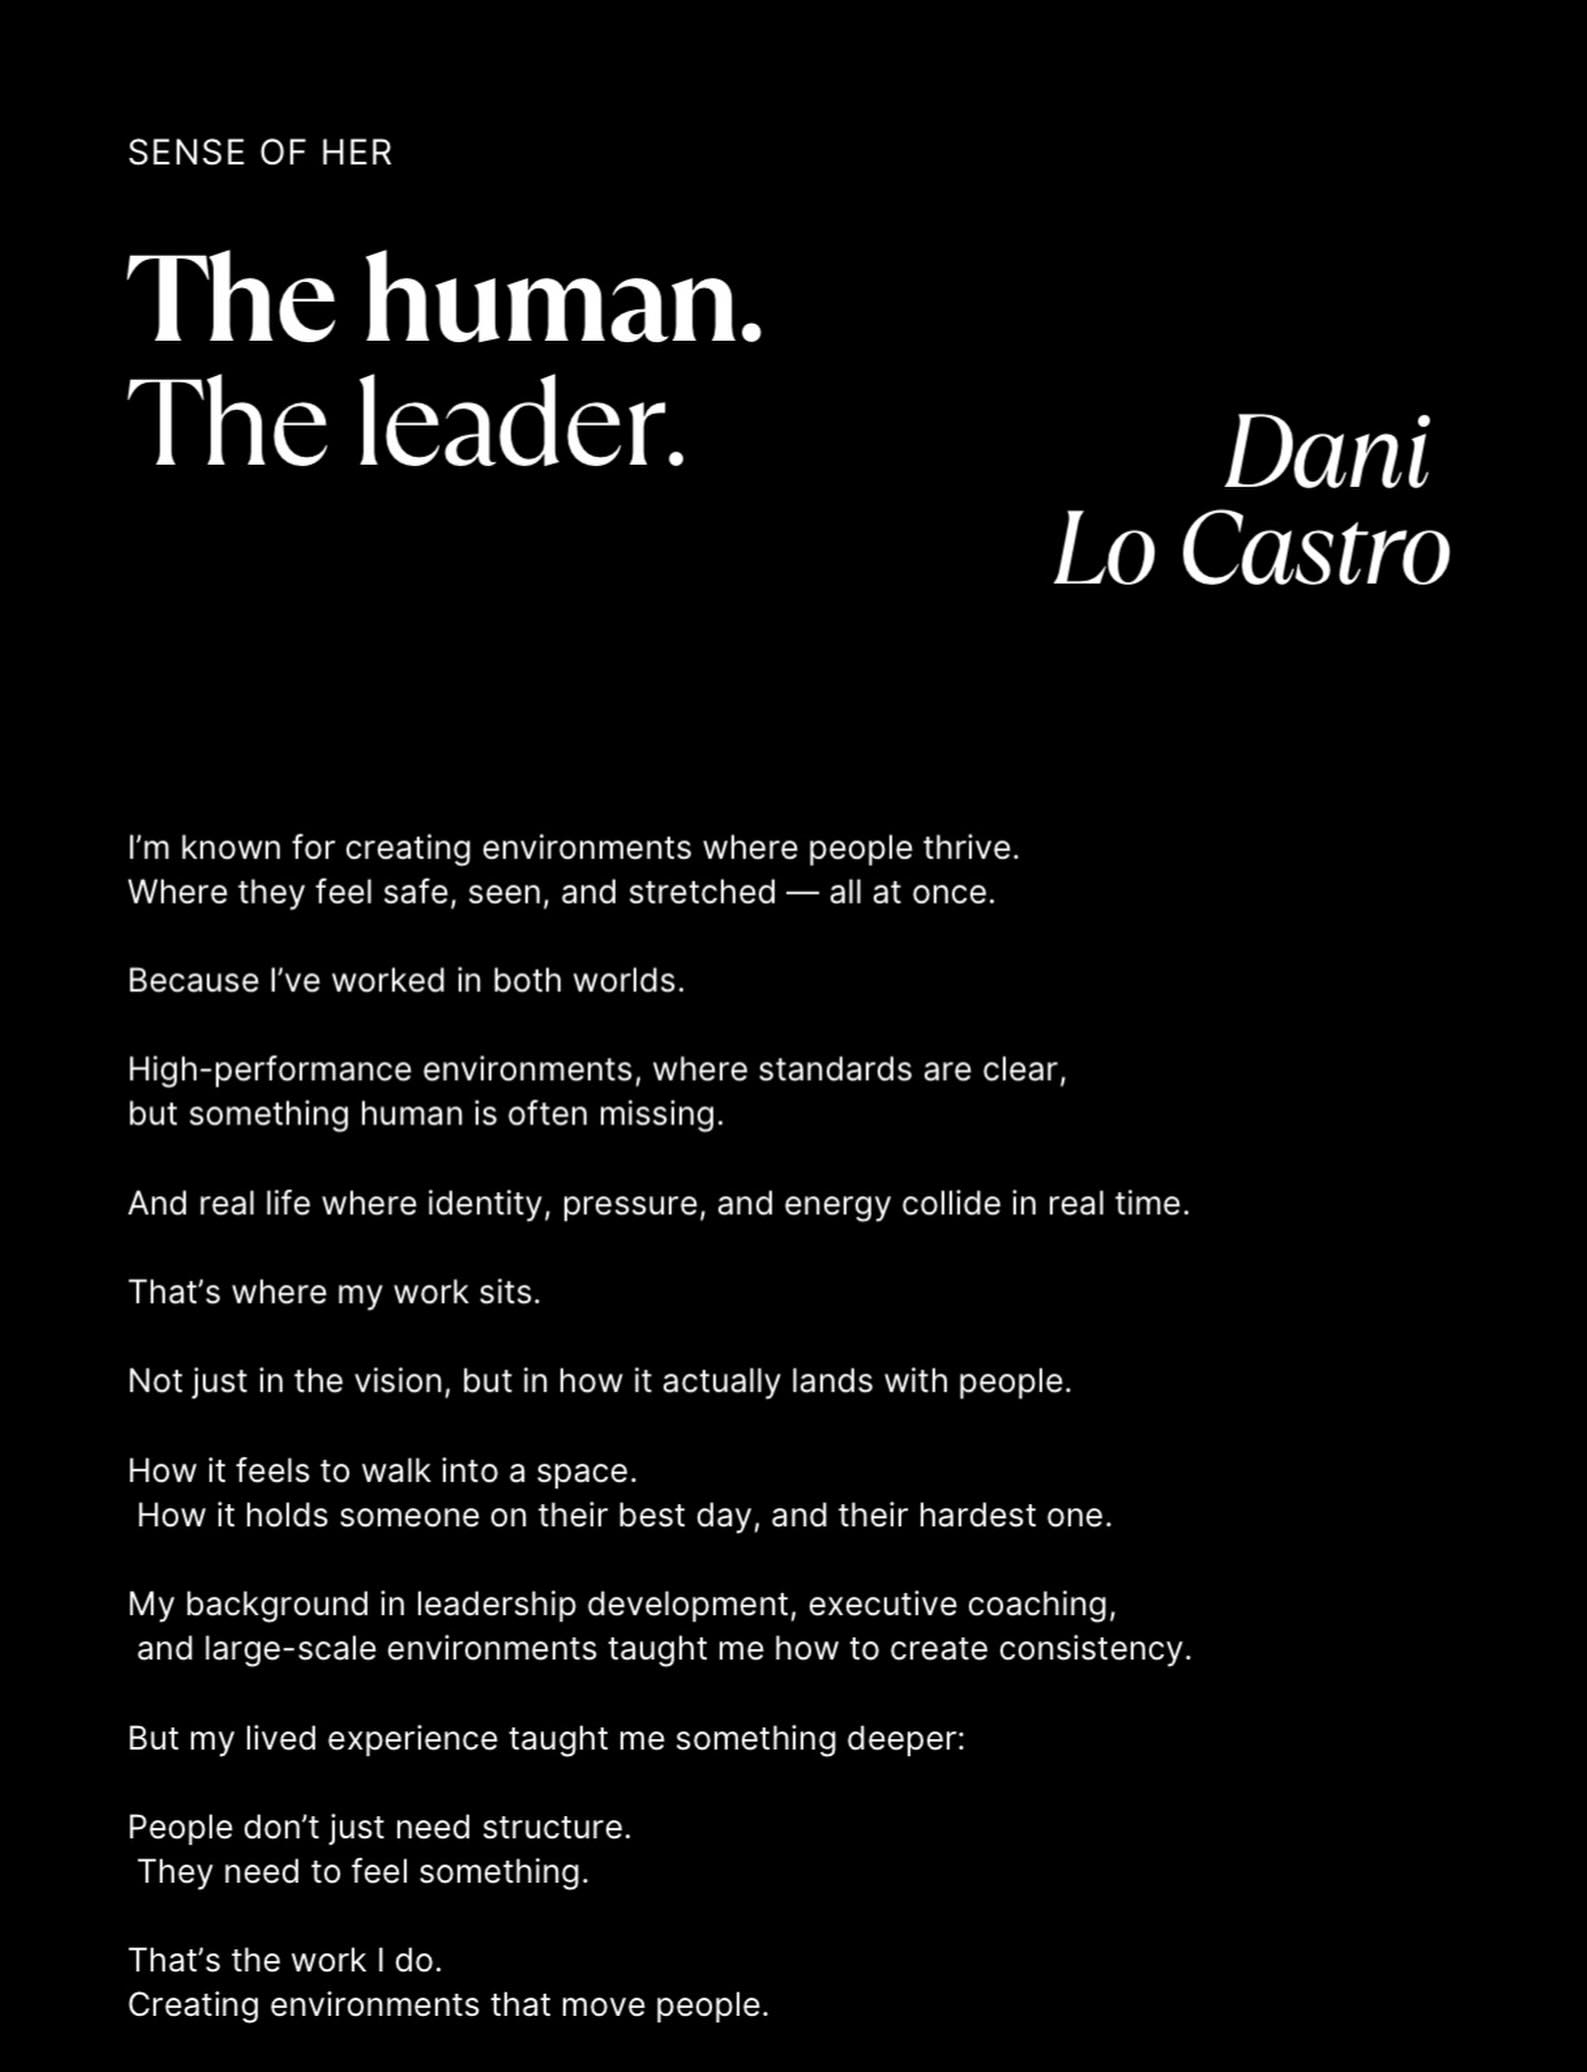 SENSE OF HER
The human.
The leader.
Dani
Lo Castro
I’m known for creating environments where people thrive.
Where they feel safe, seen, and stretched — all at once.
Because I’ve worked in both worlds.
High-performance environments, where standards are clear,
but something human is often missing.
And real life where identity, pressure, and energy collide in real time.
That’s where my work sits.
Not just in the vision, but in how it actually lands with people.
How it feels to walk into a space.
How it holds someone on their best day, and their hardest one.
My background in leadership development, executive coaching,
and large-scale environments taught me how to create consistency.
But my lived experience taught me something deeper:
People don’t just need structure.
They need to feel something.
That’s the work I do.
Creating environments that move people.